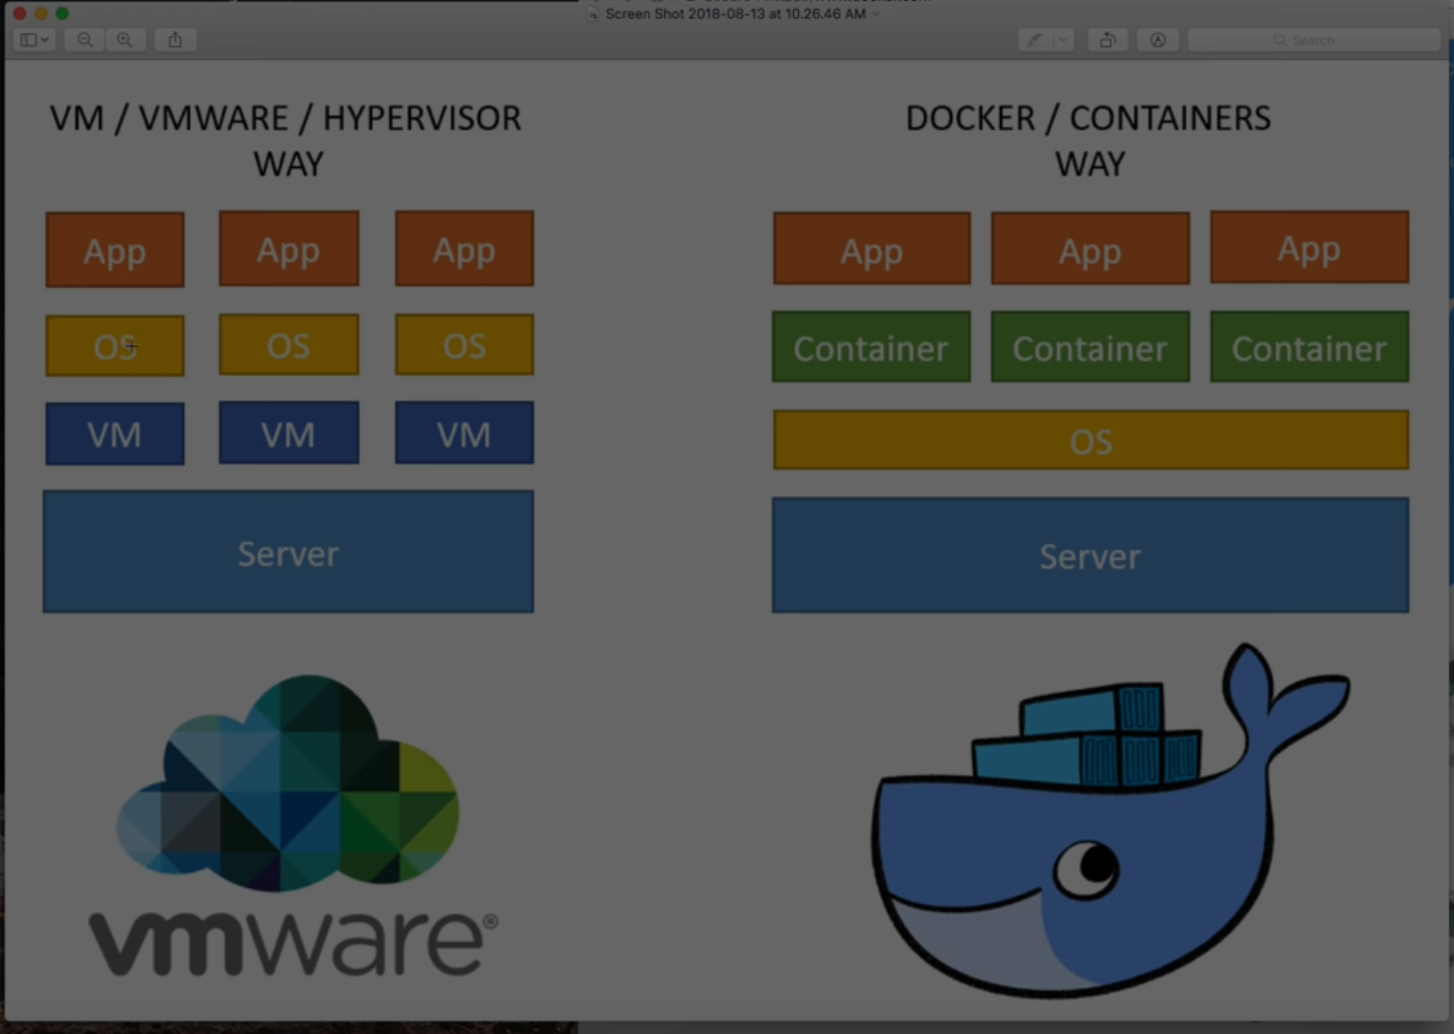 Screen Shot 2018-08-13 at 10.26.46 AM
Search
VM / VMWARE / HYPERVISOR
WAY
App App App
OS OS OS
VM VM VM
Server
vmware®
DOCKER / CONTAINERS
WAY
App App App
Container Container Container
OS
Server